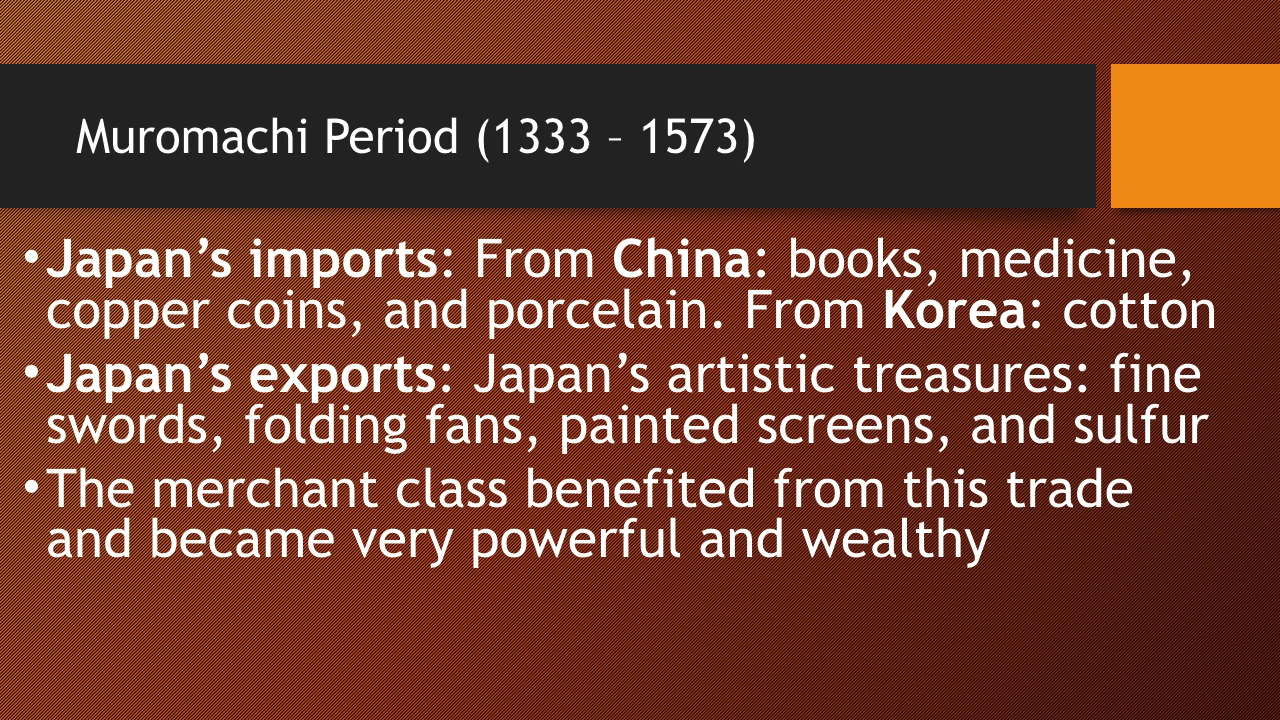 Muromachi Period (1333 – 1573)
•Japan’s imports: From China: books, medicine,
copper coins, and porcelain. From Korea: cotton
•Japan’s exports: Japan’s artistic treasures: fine
swords, folding fans, painted screens, and sulfur
•The merchant class benefited from this trade
and became very powerful and wealthy